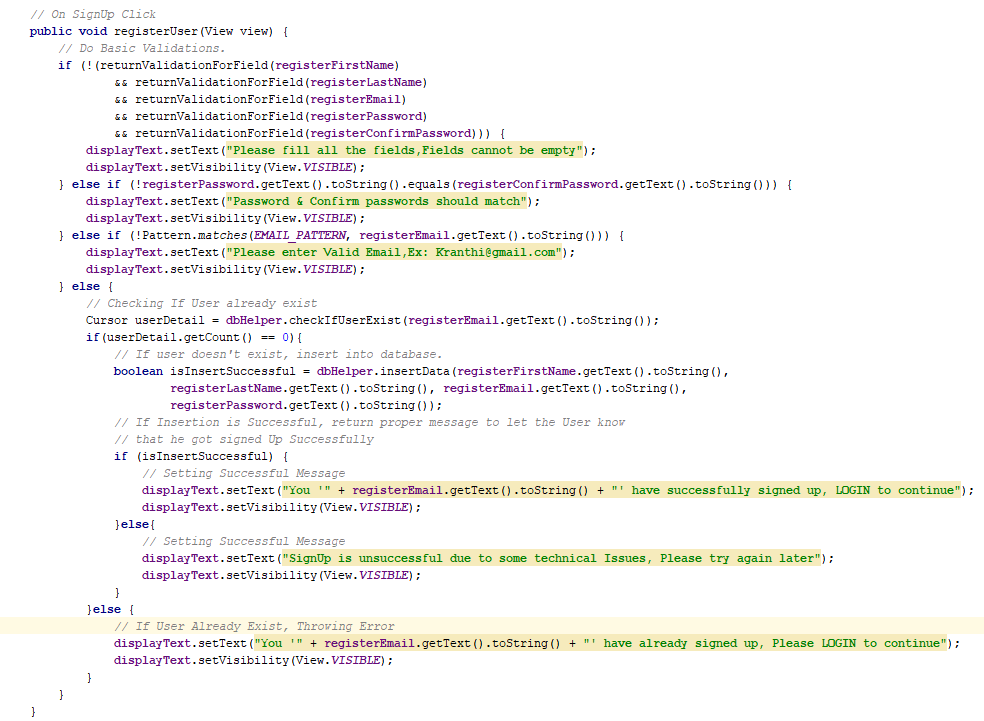 // On SignUp Click
public void registerUser(View view) {
    // Do Basic Validations.
    if (!(returnValidationForField(registerFirstName)
            && returnValidationForField(registerLastName)
            && returnValidationForField(registerEmail)
            && returnValidationForField(registerPassword)
            && returnValidationForField(registerConfirmPassword))) {
        displayText.setText("Please fill all the fields,Fields cannot be empty");
        displayText.setVisibility(View.VISIBLE);
    } else if (!registerPassword.getText().toString().equals(registerConfirmPassword.getText().toString())) {
        displayText.setText("Password & Confirm passwords should match");
        displayText.setVisibility(View.VISIBLE);
    } else if (!Pattern.matches(EMAIL_PATTERN, registerEmail.getText().toString())) {
        displayText.setText("Please enter Valid Email,Ex: Kranthi@gmail.com");
        displayText.setVisibility(View.VISIBLE);
    } else {
        // Checking If User already exist
        Cursor userDetail = dbHelper.checkIfUserExist(registerEmail.getText().toString());
        if(userDetail.getCount() == 0){
            // If user doesn't exist, insert into database.
            boolean isInsertSuccessful = dbHelper.insertData(registerFirstName.getText().toString(),
                    registerLastName.getText().toString(), registerEmail.getText().toString(),
                    registerPassword.getText().toString());
            // If Insertion is Successful, return proper message to let the User know
            // that he got signed Up Successfully
            if (isInsertSuccessful) {
                // Setting Successful Message
                displayText.setText("You '" + registerEmail.getText().toString() + "' have successfully signed up, LOGIN to continue");
                displayText.setVisibility(View.VISIBLE);
            }else{
                // Setting Successful Message
                displayText.setText("SignUp is unsuccessful due to some technical Issues, Please try again later");
                displayText.setVisibility(View.VISIBLE);
            }
        }else {
            // If User Already Exist, Throwing Error
            displayText.setText("You '" + registerEmail.getText().toString() + "' have already signed up, Please LOGIN to continue");
            displayText.setVisibility(View.VISIBLE);
        }
    }
}